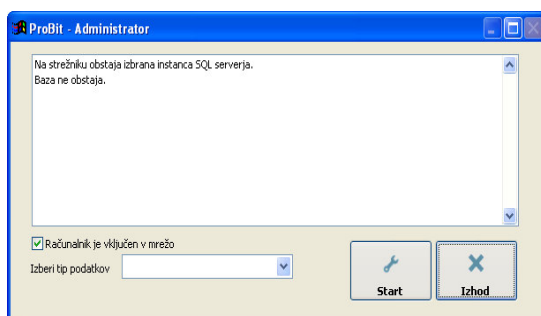 ProBit - Administrator
Na strežniku obstaja izbrana instanca SQL serverja.
Baza ne obstaja.
Računalnik je vključen v mrežo
Izberi tip podatkov
Start
Izhod